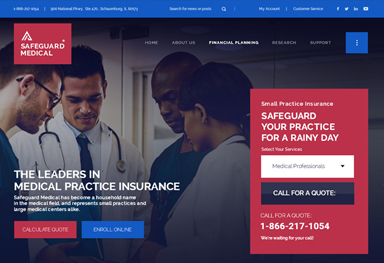 1-866-217-1054 | 500 National Pkwy. Ste 470, Schaumburg, IL 60173
Search for news or posts
My Account | Customer Service
SAFEGUARD
MEDICAL
HOME
ABOUT US
FINANCIAL PLANNING
RESEARCH
SUPPORT
THE LEADERS IN
MEDICAL PRACTICE INSURANCE
Safeguard Medical has become a household name
in the medical field, and represents small practices and
large medical centers alike.
CALCULATE QUOTE
ENROLL ONLINE
Small Practice Insurance
SAFEGUARD
YOUR PRACTICE
FOR A RAINY DAY
Select Your Services
Medical Professionals
CALL FOR A QUOTE:
CALL FOR A QUOTE:
1-866-217-1054
We're waiting for your call!